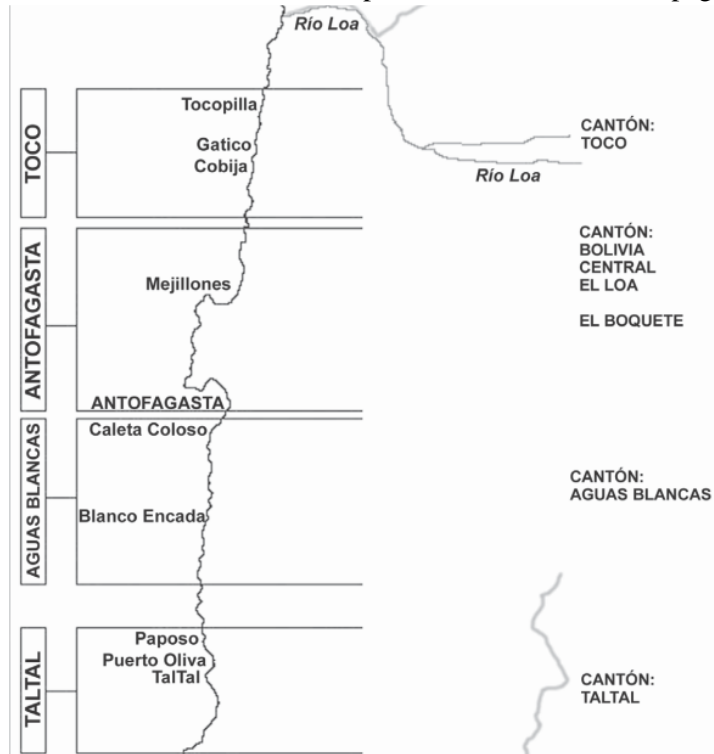 Río Loa
TOCO
Tocopilla
Gatico
Cobija
CANTÓN:
TOCO
Río Loa
ANTOFAGASTA
Mejillones
ANTOFAGASTA
CANTÓN:
BOLIVIA
CENTRAL
EL LOA
EL BOQUETE
AGUAS BLANCAS
Caleta Coloso
Blanco Encada
CANTÓN:
AGUAS BLANCAS
TALTAL
Paposo
Puerto Oliva
TalTal
CANTÓN:
TALTAL